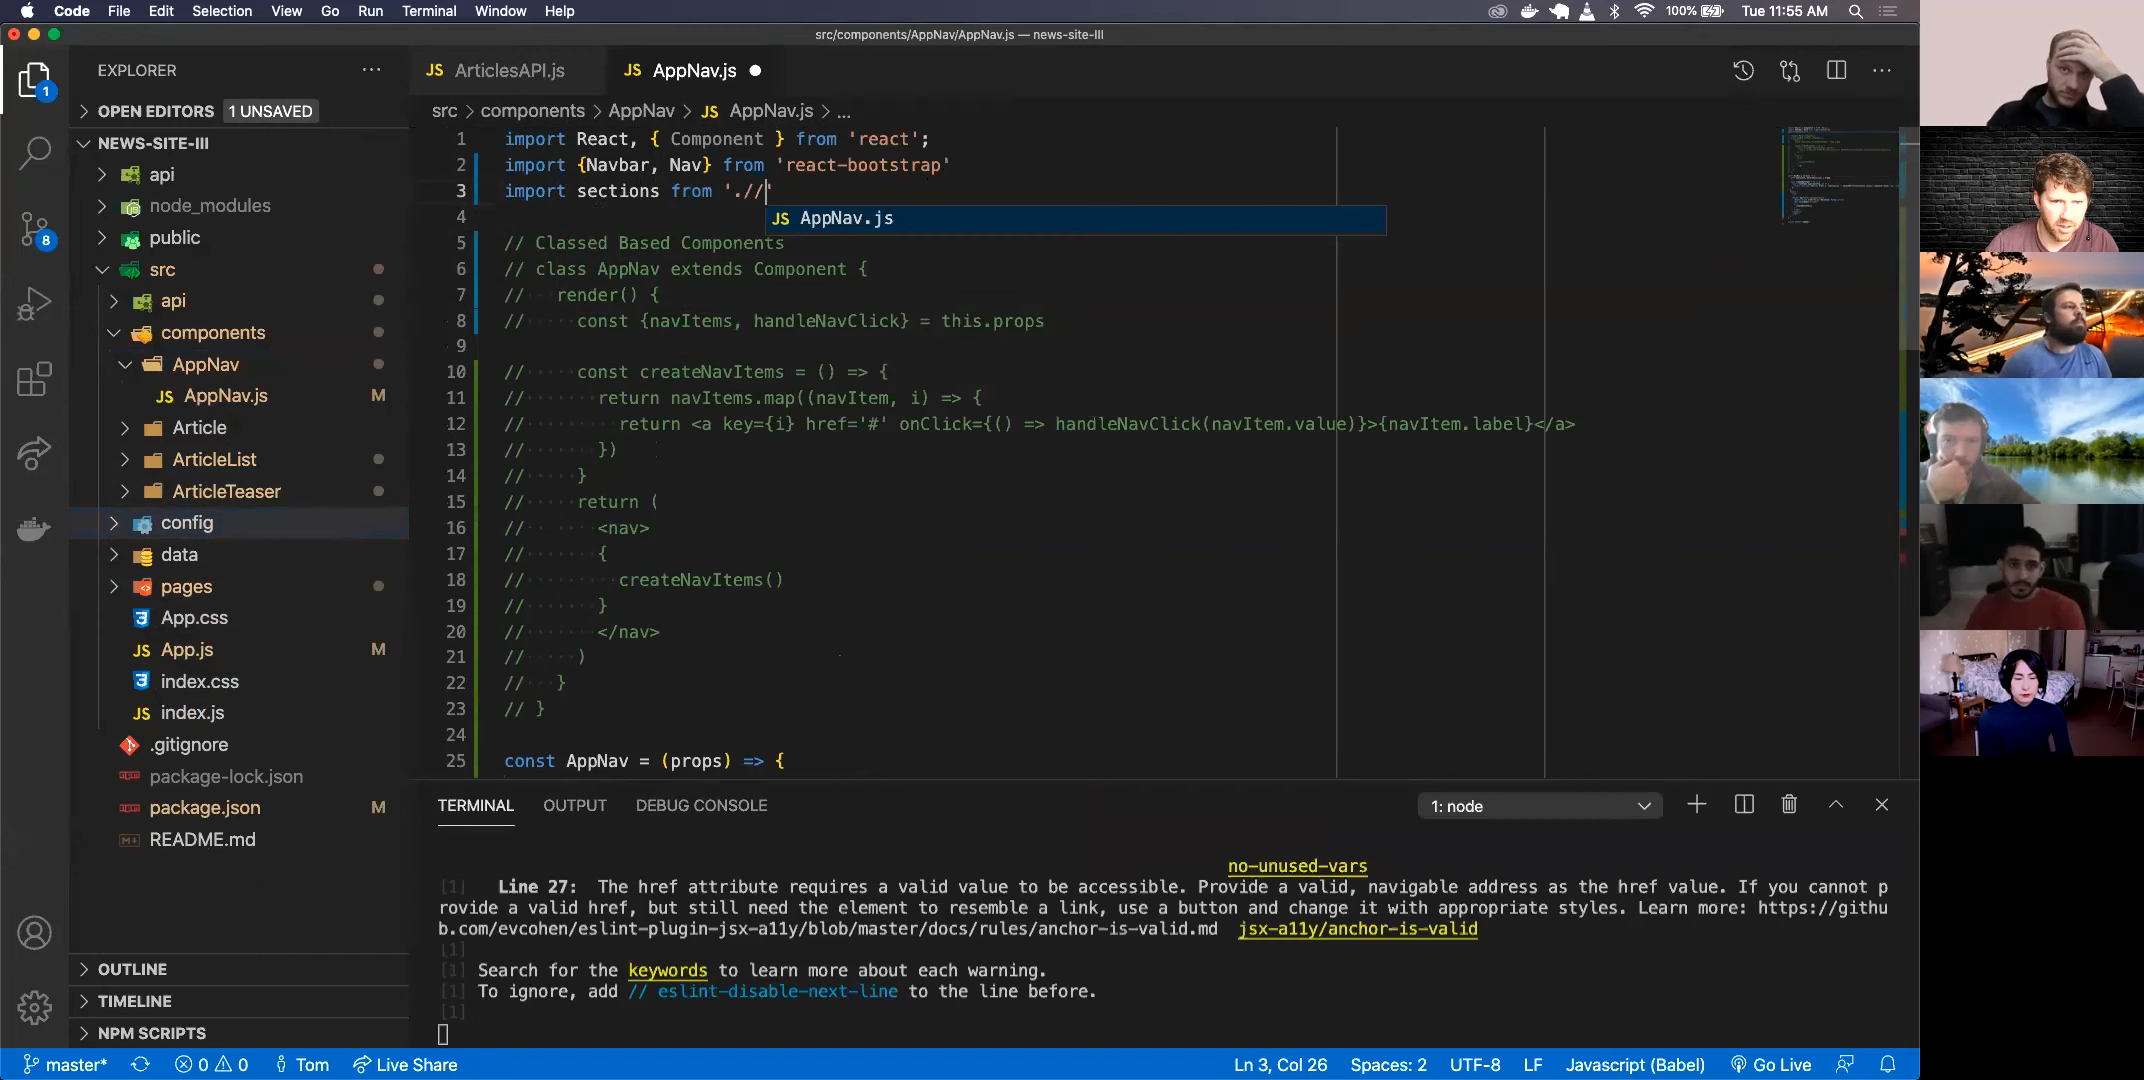 Code File Edit Selection View Go Run Terminal Window Help 100% Tue 11:55 AM
src/components/AppNav/AppNav.js — news-site-III
EXPLORER ···
OPEN EDITORS 1 UNSAVED
NEWS-SITE-III
api
node_modules
public
src
api
components
AppNav
AppNav.js M
Article
ArticleList
ArticleTeaser
config
data
pages
App.css
App.js M
index.css
index.js
.gitignore
package-lock.json
package.json M
README.md
OUTLINE
TIMELINE
NPM SCRIPTS
1
8
JS ArticlesAPI.js JS AppNav.js
src > components > AppNav > JS AppNav.js > ...
1 import React, { Component } from 'react';
2 import {Navbar, Nav} from 'react-bootstrap'
3 import sections from './/'
JS AppNav.js
4
5 // Classed Based Components
6 // class AppNav extends Component {
7 // render() {
8 // const {navItems, handleNavClick} = this.props
9
10 // const createNavItems = () => {
11 // return navItems.map((navItem, i) => {
12 // return <a key={i} href='#' onClick={() => handleNavClick(navItem.value)}>{navItem.label}</a>
13 // })
14 // }
15 // return (
16 // <nav>
17 // {
18 // createNavItems()
19 // }
20 // </nav>
21 // )
22 // }
23 // }
24
25 const AppNav = (props) => {
TERMINAL OUTPUT DEBUG CONSOLE 1: node
no-unused-vars
[1] Line 27: The href attribute requires a valid value to be accessible. Provide a valid, navigable address as the href value. If you cannot p
rovide a valid href, but still need the element to resemble a link, use a button and change it with appropriate styles. Learn more: https://githu
b.com/evcohen/eslint-plugin-jsx-a11y/blob/master/docs/rules/anchor-is-valid.md jsx-a11y/anchor-is-valid
[1]
[1] Search for the keywords to learn more about each warning.
[1] To ignore, add // eslint-disable-next-line to the line before.
[1]
master* 0 0 Tom Live Share Ln 3, Col 26 Spaces: 2 UTF-8 LF Javascript (Babel) Go Live